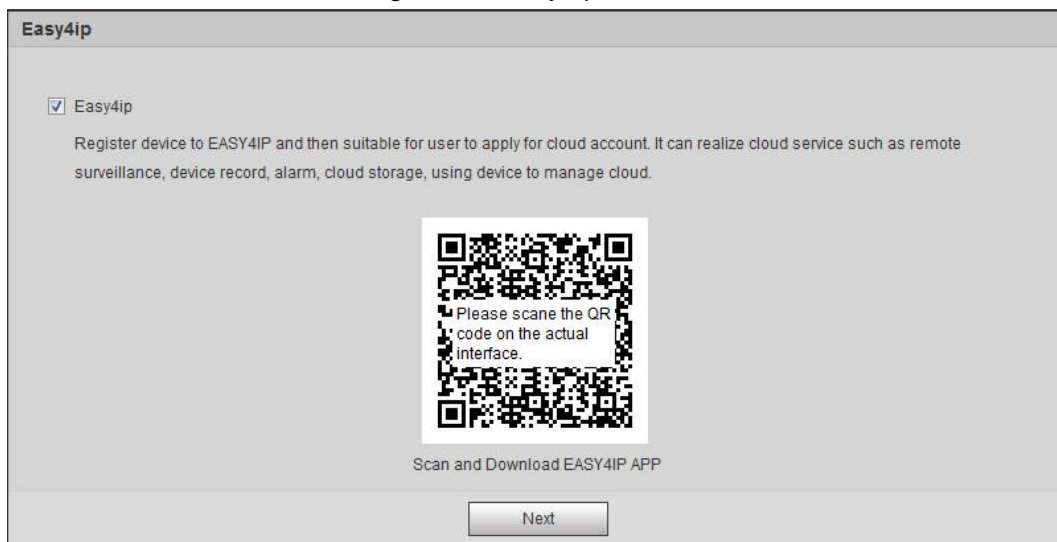 Easy4ip
Easy4ip
Register device to EASY4IP and then suitable for user to apply for cloud account. It can realize cloud service such as remote
surveillance, device record, alarm, cloud storage, using device to manage cloud.
Please scane the QR
code on the actual
interface.
Scan and Download EASY4IP APP
Next